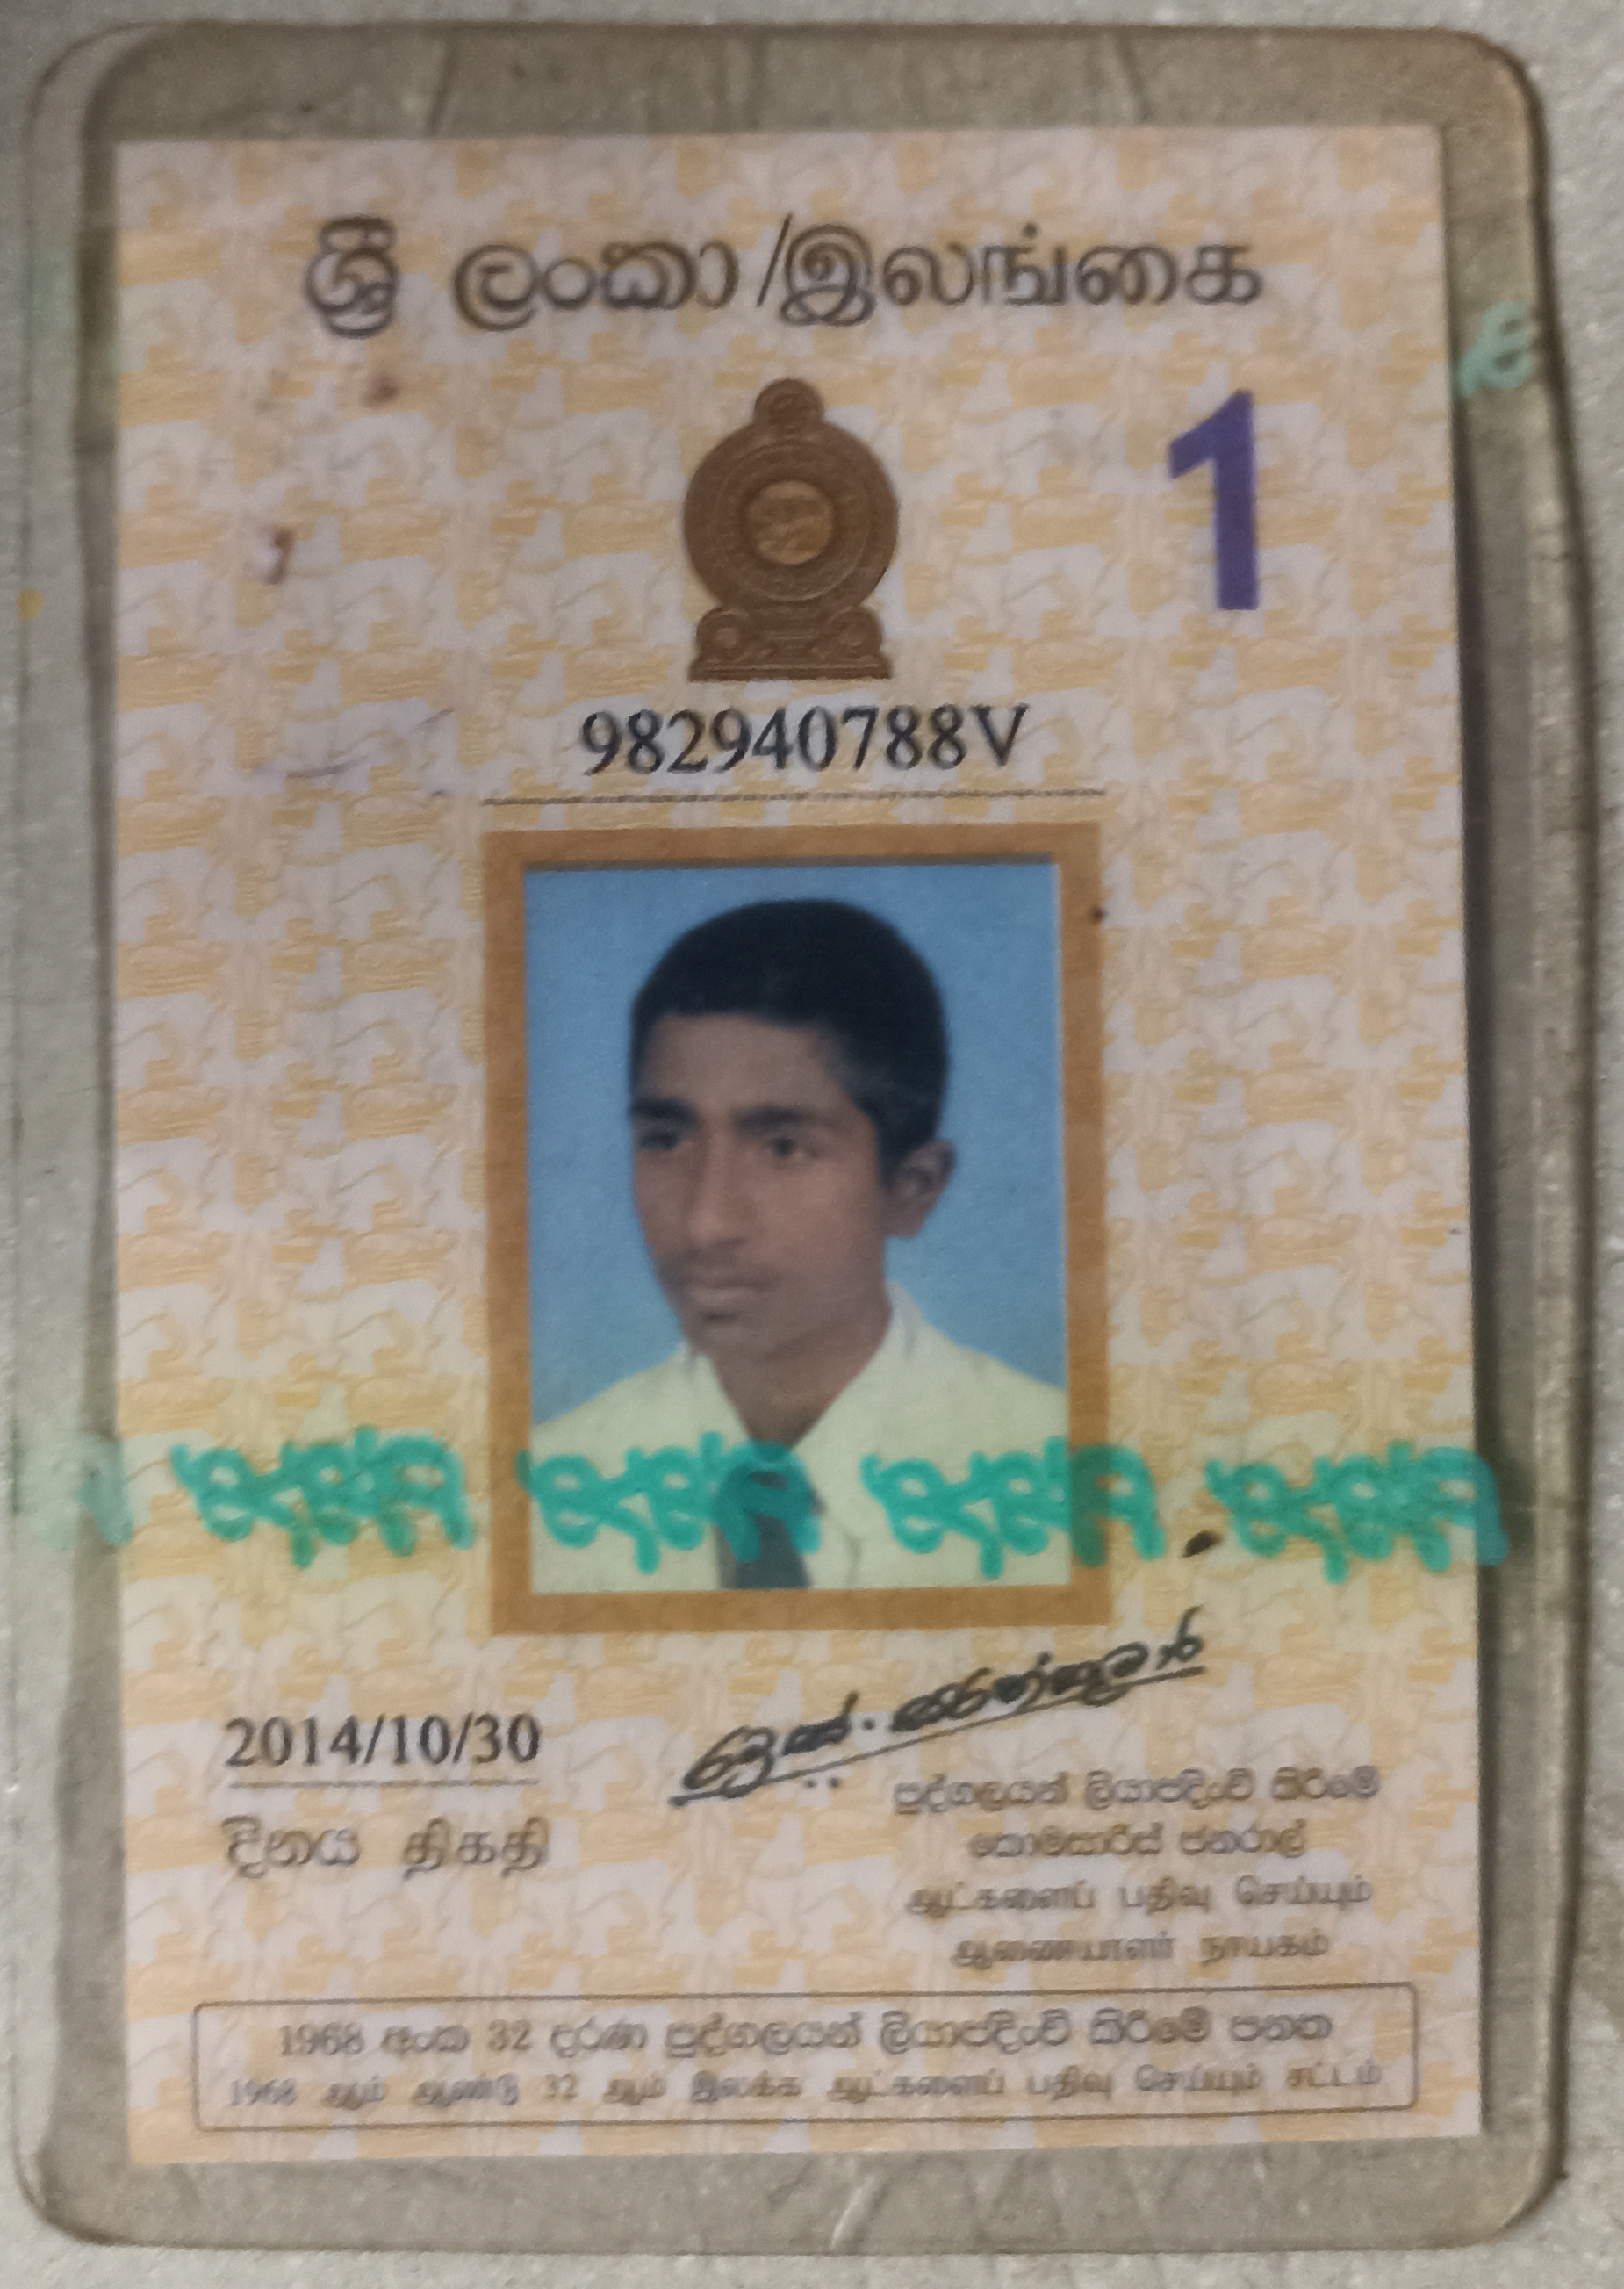 ශ්‍රී ලංකා/இலங்கை
1
982940788V
2014/10/30
දිනය திகதி
පුද්ගලයන් ලියාපදිංචි කිරීමේ
කොමසාරිස් ජනරාල්
ஆட்களைப் பதிவு செய்யும்
ஆணையாளர் நாயகம்
1968 අංක 32 දරණ පුද්ගලයන් ලියාපදිංචි කිරීමේ පනත
1968 ஆம் ஆண்டு 32 ஆம் இலக்க ஆட்களைப் பதிவு செய்யும் சட்டம்